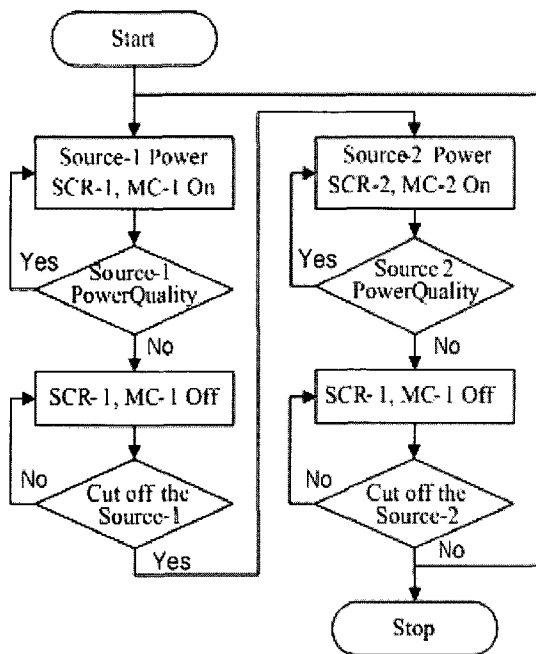 Start
Source-1 Power
SCR-1, MC-1 On
Yes
Source-1
PowerQuality
No
SCR-1, MC-1 Off
No
Cut off the
Source-1
Yes
Source-2 Power
SCR-2, MC-2 On
Yes
Source 2
PowerQuality
No
SCR-1, MC-1 Off
No
Cut off the
Source-2
No
Stop